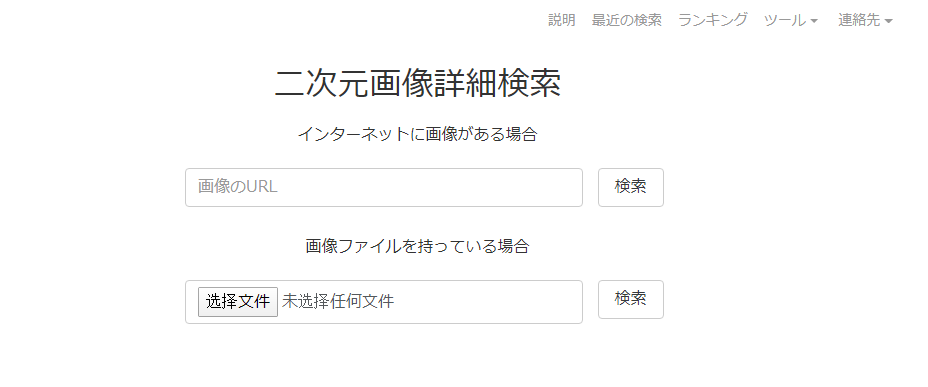 説明 最近の検索 ランキング ツール 連絡先
二次元画像詳細検索
インターネットに画像がある場合
画像のURL 検索
画像ファイルを持っている場合
选择文件 未选择任何文件 検索